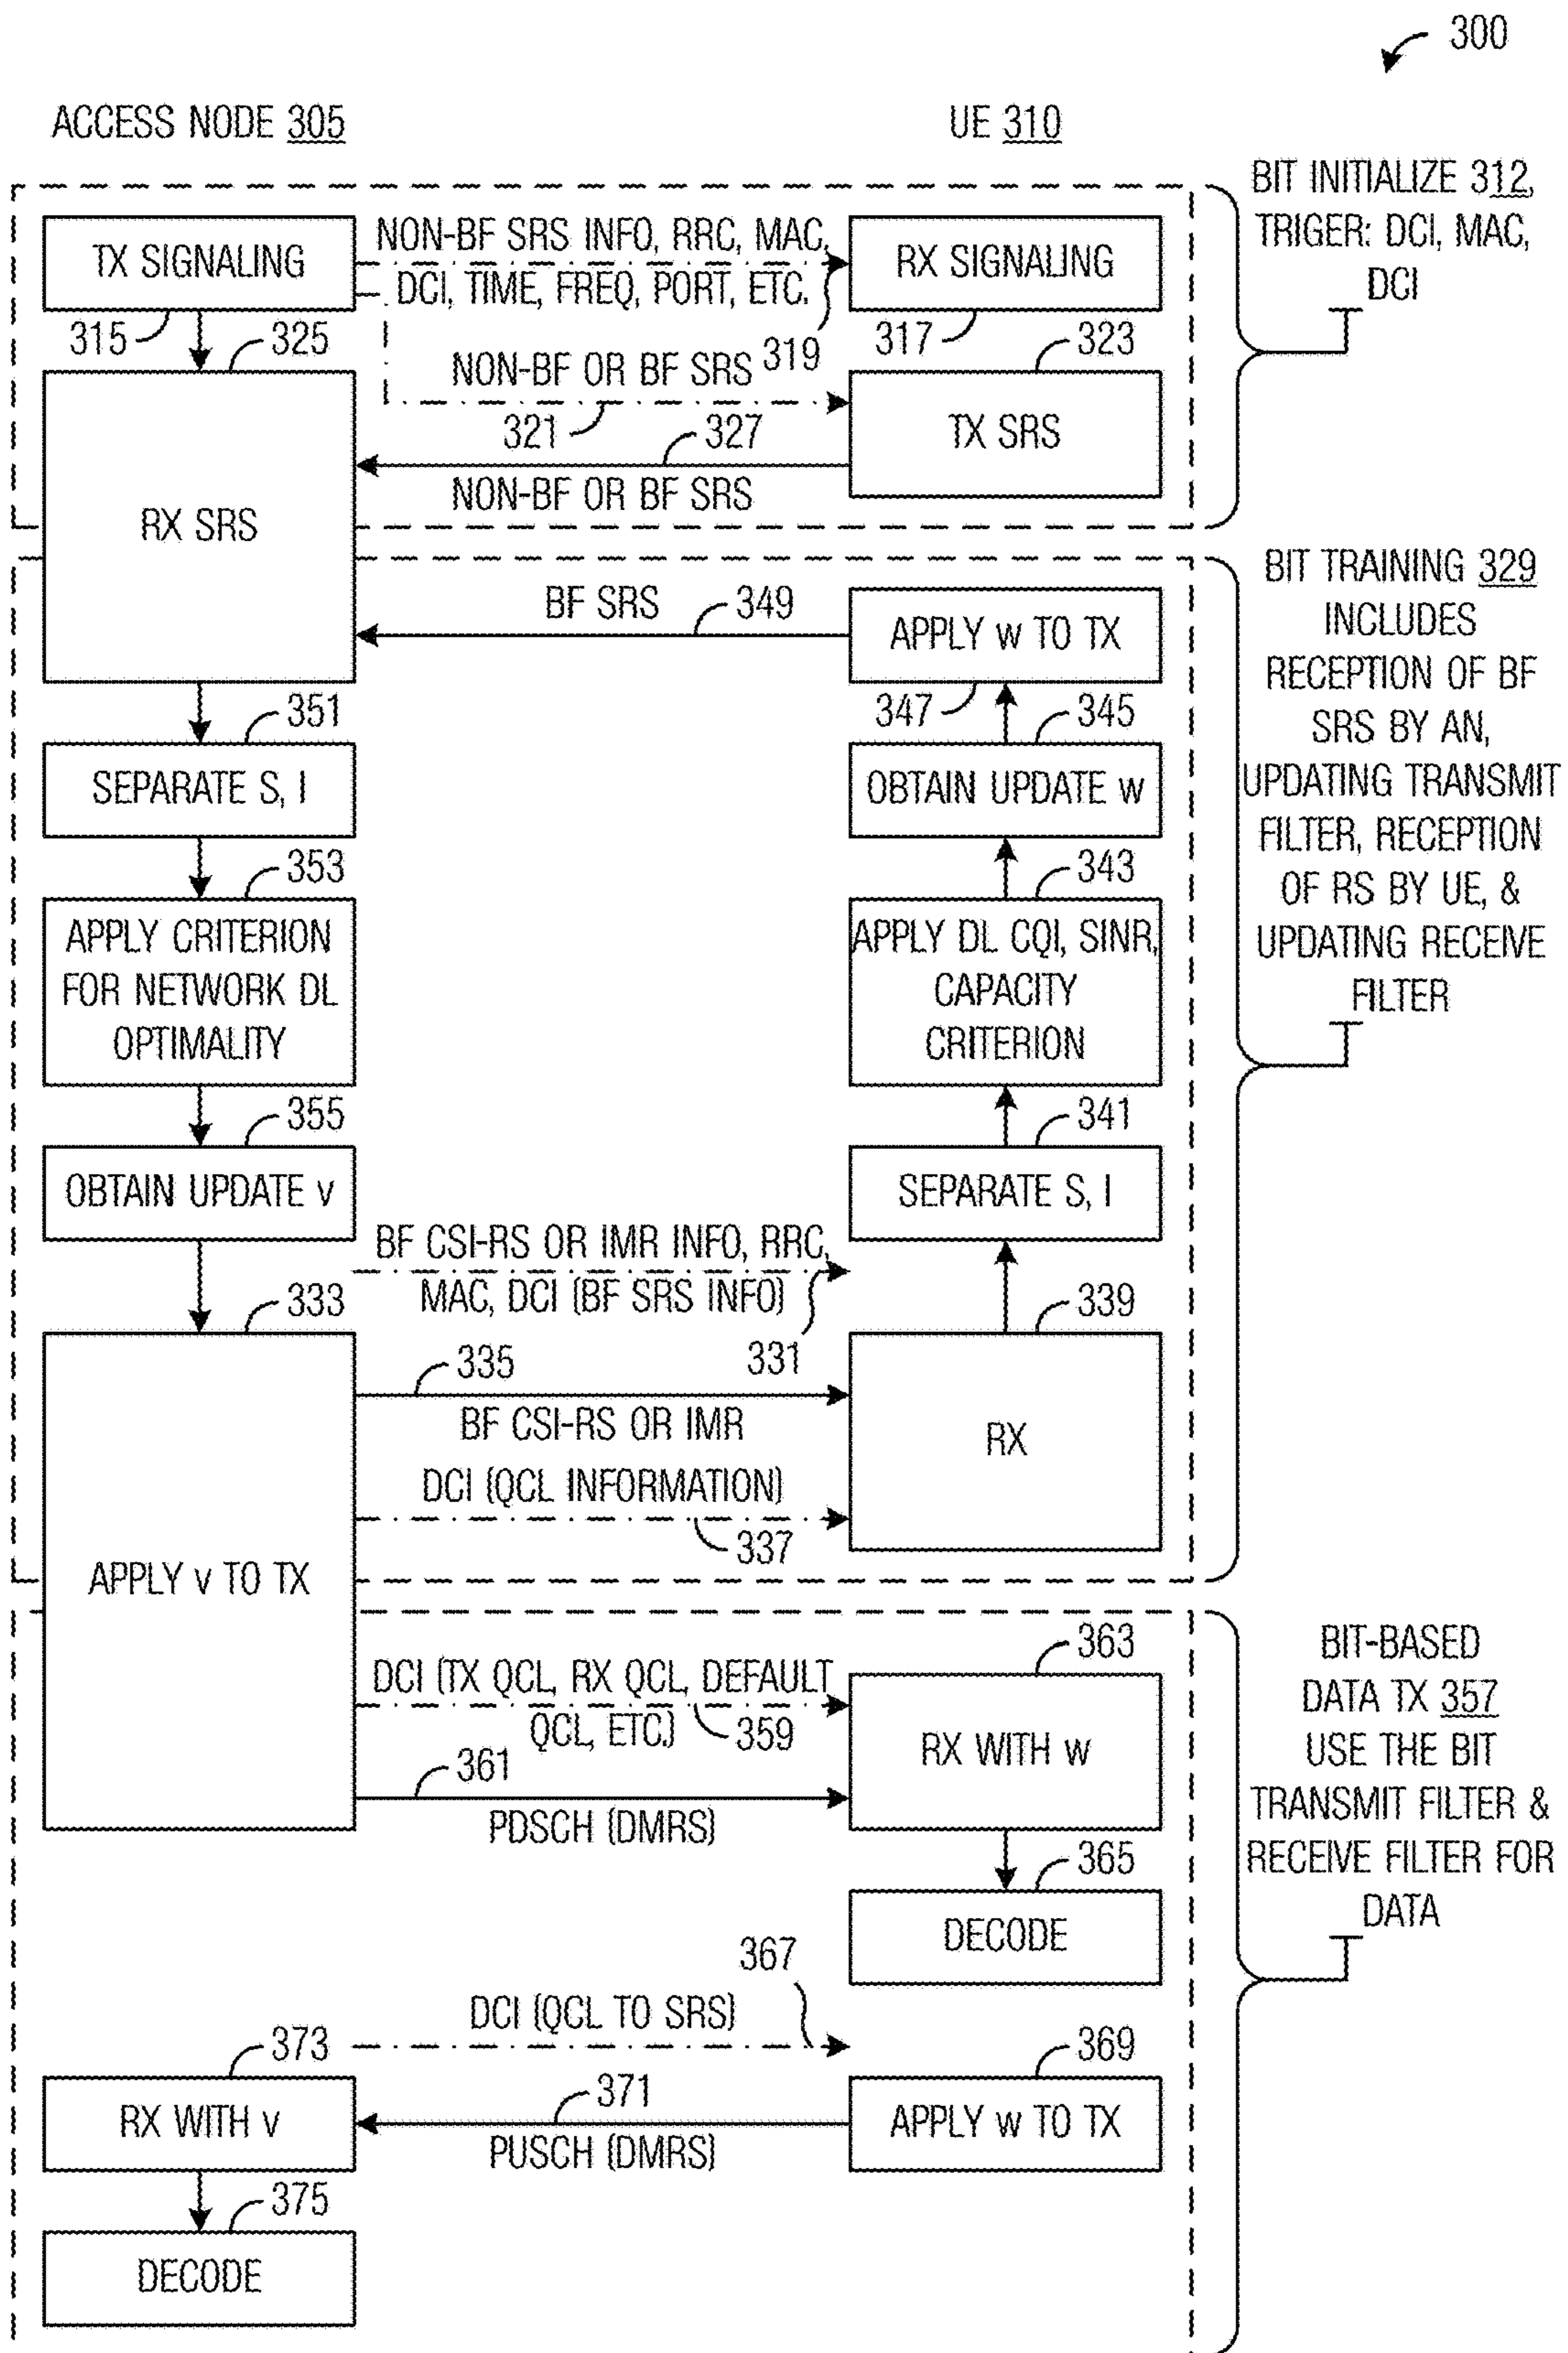 300
ACCESS NODE 305
UE 310
BIT INITIALIZE 312,
TRIGER: DCI, MAC,
DCI
TX SIGNALING
NON-BF SRS INFO, RRC, MAC,
DCI, TIME, FREQ, PORT, ETC.
RX SIGNALING
315
325
319
317
323
NON-BF OR BF SRS
321
327
TX SRS
NON-BF OR BF SRS
RX SRS
BIT TRAINING 329
INCLUDES
RECEPTION OF BF
SRS BY AN,
UPDATING TRANSMIT
FILTER, RECEPTION
OF RS BY UE, &
UPDATING RECEIVE
FILTER
BF SRS
349
APPLY w TO TX
351
347
345
SEPARATE S, I
OBTAIN UPDATE w
353
343
APPLY CRITERION
FOR NETWORK DL
OPTIMALITY
APPLY DL CQI, SINR,
CAPACITY
CRITERION
355
341
OBTAIN UPDATE v
SEPARATE S, I
BF CSI-RS OR IMR INFO, RRC,
MAC, DCI (BF SRS INFO)
333
331
339
335
BF CSI-RS OR IMR
RX
DCI (QCL INFORMATION)
337
APPLY v TO TX
BIT-BASED
DATA TX 357
USE THE BIT
TRANSMIT FILTER &
RECEIVE FILTER FOR
DATA
363
DCI (TX QCL, RX QCL, DEFAULT
QCL, ETC.)
359
RX WITH w
361
PDSCH (DMRS)
365
DECODE
367
DCI (QCL TO SRS)
373
369
371
RX WITH v
APPLY w TO TX
PUSCH (DMRS)
375
DECODE